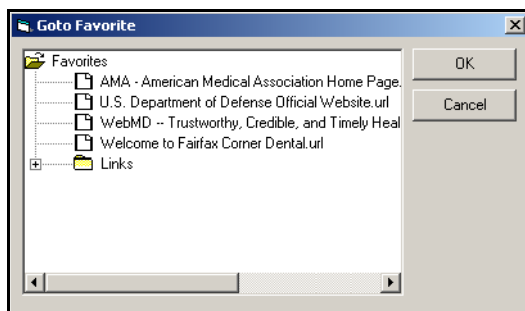 Goto Favorite
Favorites
AMA - American Medical Association Home Page.
U.S. Department of Defense Official Website.url
WebMD -- Trustworthy, Credible, and Timely Heal
Welcome to Fairfax Corner Dental.url
Links
OK
Cancel